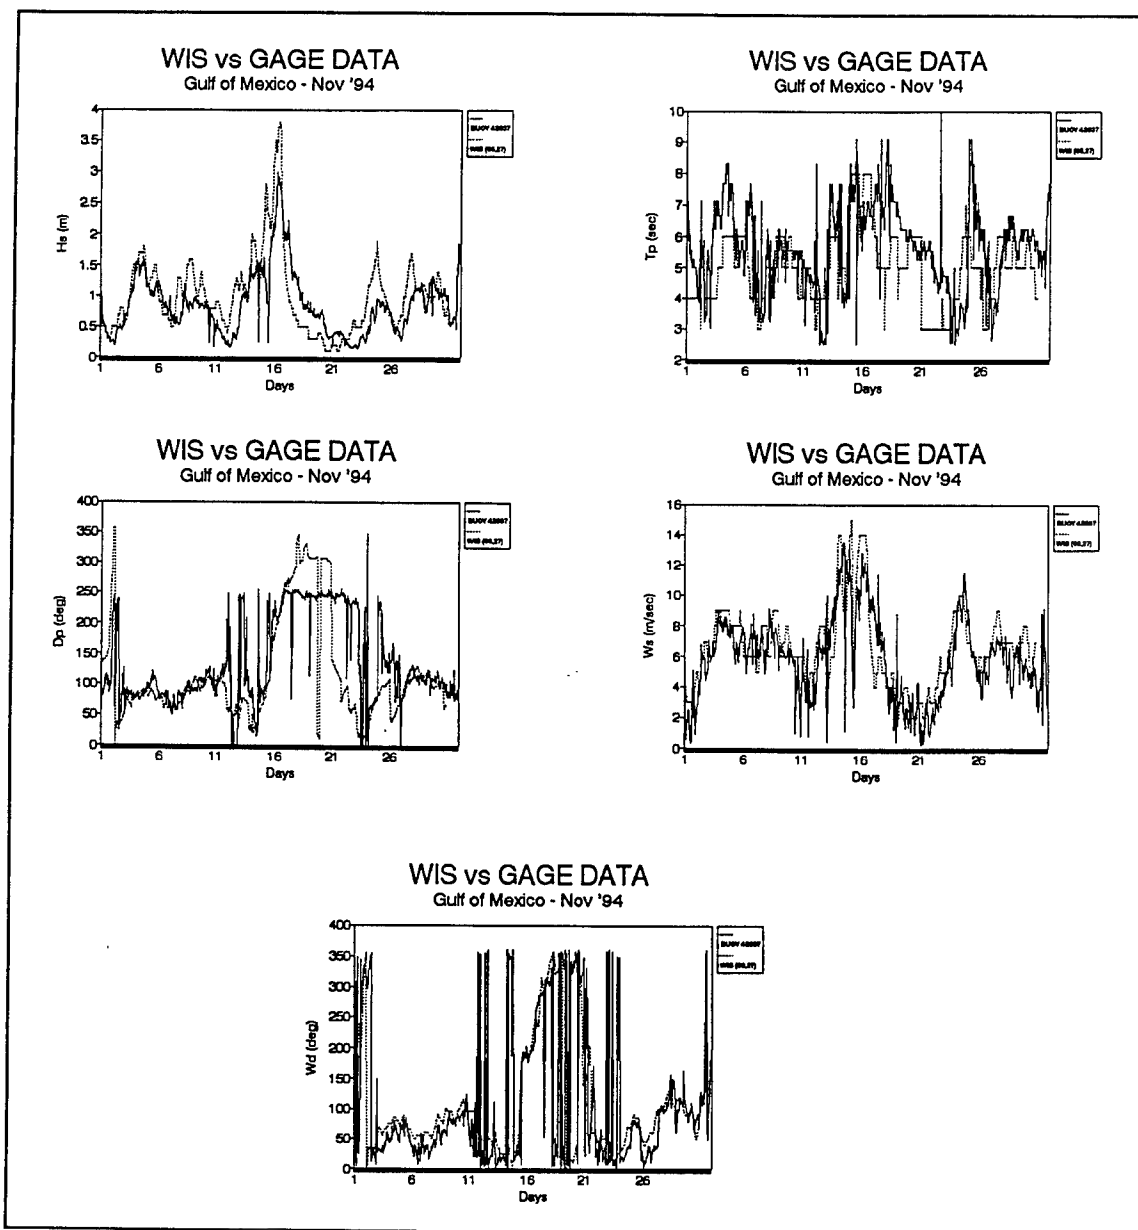 WIS vs GAGE DATA
Gulf of Mexico - Nov '94
4
3.5
3
2.5
2
1.5
1
0.5
0
Hs (m)
1 6 11 16 21 26
Days
WIS vs GAGE DATA
Gulf of Mexico - Nov '94
10
9
8
7
6
5
4
3
2
Tp (sec)
1 6 11 16 21 26
Days
WIS vs GAGE DATA
Gulf of Mexico - Nov '94
400
350
300
250
200
150
100
50
0
Dp (deg)
1 6 11 16 21 26
Days
WIS vs GAGE DATA
Gulf of Mexico - Nov '94
16
14
12
10
8
6
4
2
0
Ws (m/sec)
1 6 11 16 21 26
Days
WIS vs GAGE DATA
Gulf of Mexico - Nov '94
400
350
300
250
200
150
100
50
0
Wd (deg)
1 6 11 16 21 26
Days